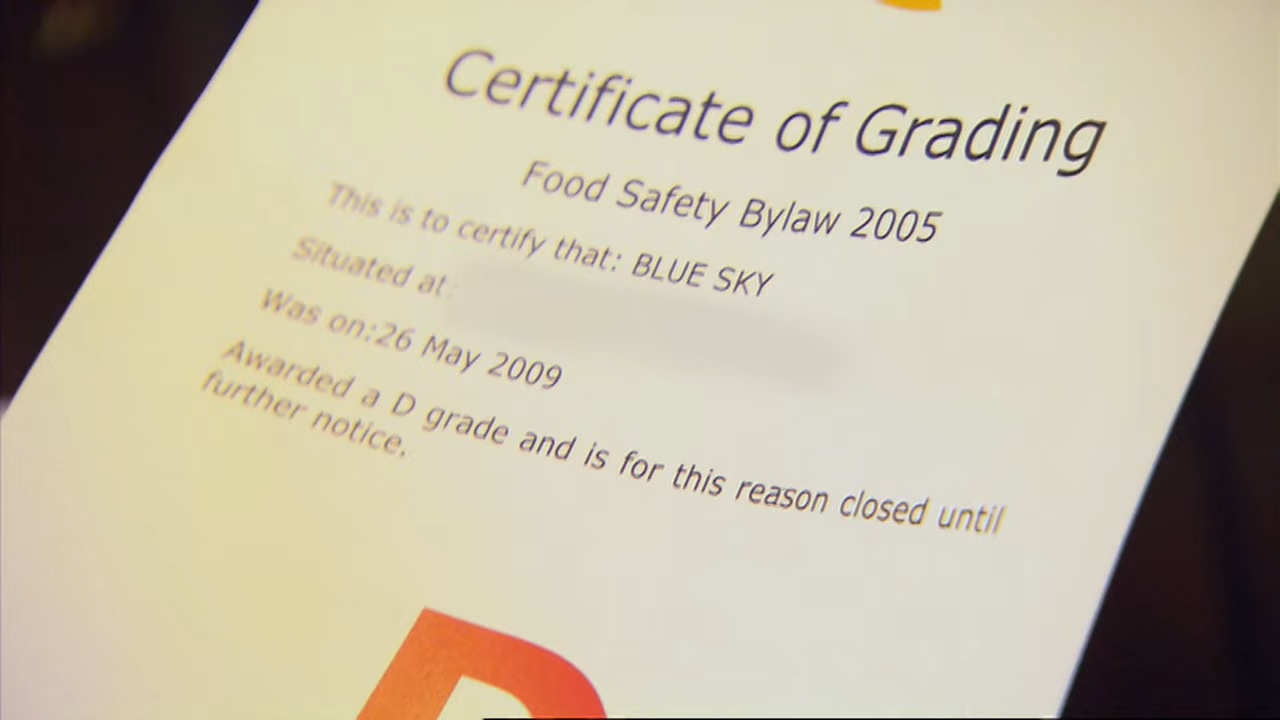 Certificate of Grading
Food Safety Bylaw 2005
This is to certify that: BLUE SKY
Situated at:
Was on:26 May 2009
Awarded a D grade and is for this reason closed until
further notice.
D